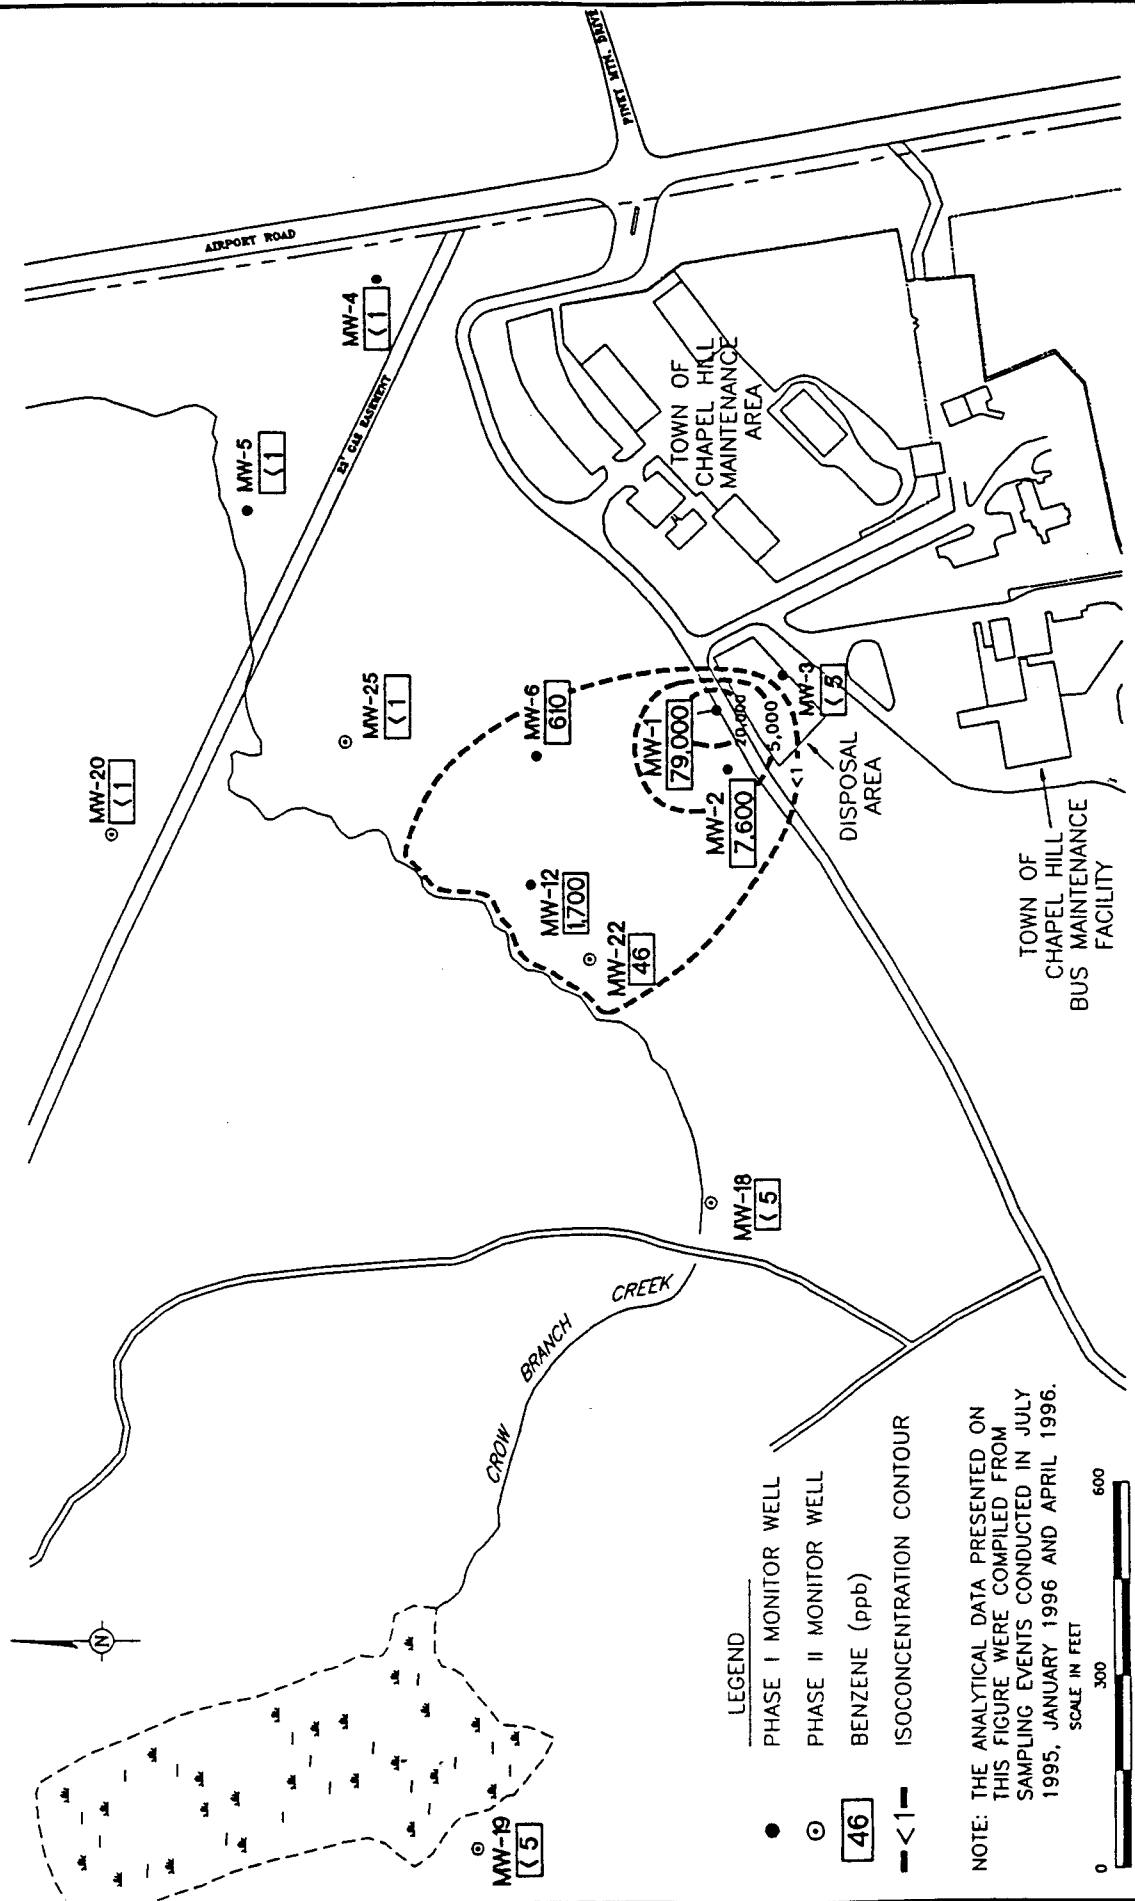 PINEY MTN. DRIVE
AIRPORT ROAD
25' GAS EASEMENT
MW-4
<1
MW-5
<1
TOWN OF
CHAPEL HILL
MAINTENANCE
AREA
MW-25
<1
MW-20
<1
MW-6
610
MW-1
79,000
20,000
5,000
<1
MW-3
MW-2
7,600
DISPOSAL
AREA
MW-12
1,700
MW-22
46
TOWN OF
CHAPEL HILL
BUS MAINTENANCE
FACILITY
MW-18
<5
CROW BRANCH CREEK
N
MW-19
<5
LEGEND
PHASE I MONITOR WELL
PHASE II MONITOR WELL
46 BENZENE (ppb)
<1 ISOCONCENTRATION CONTOUR
NOTE: THE ANALYTICAL DATA PRESENTED ON
THIS FIGURE WERE COMPILED FROM
SAMPLING EVENTS CONDUCTED IN JULY
1995, JANUARY 1996 AND APRIL 1996.
SCALE IN FEET
0 300 600